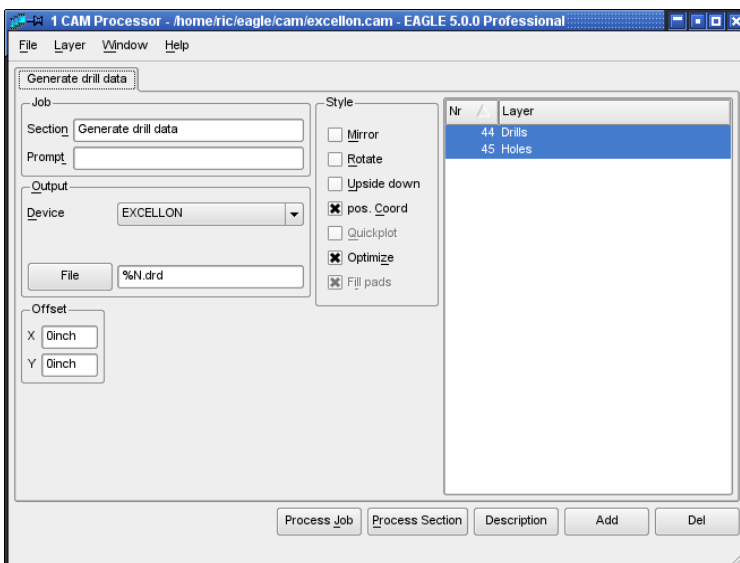 1 CAM Processor - /home/ric/eagle/cam/excellon.cam - EAGLE 5.0.0 Professional
File Layer Window Help
Generate drill data
Job
Section Generate drill data
Prompt
Output
Device EXCELLON
File %N.drd
Offset
X 0inch
Y 0inch
Style
Mirror
Rotate
Upside down
pos. Coord
Quickplot
Optimize
Fill pads
Nr Layer
44 Drills
45 Holes
Process Job Process Section Description Add Del